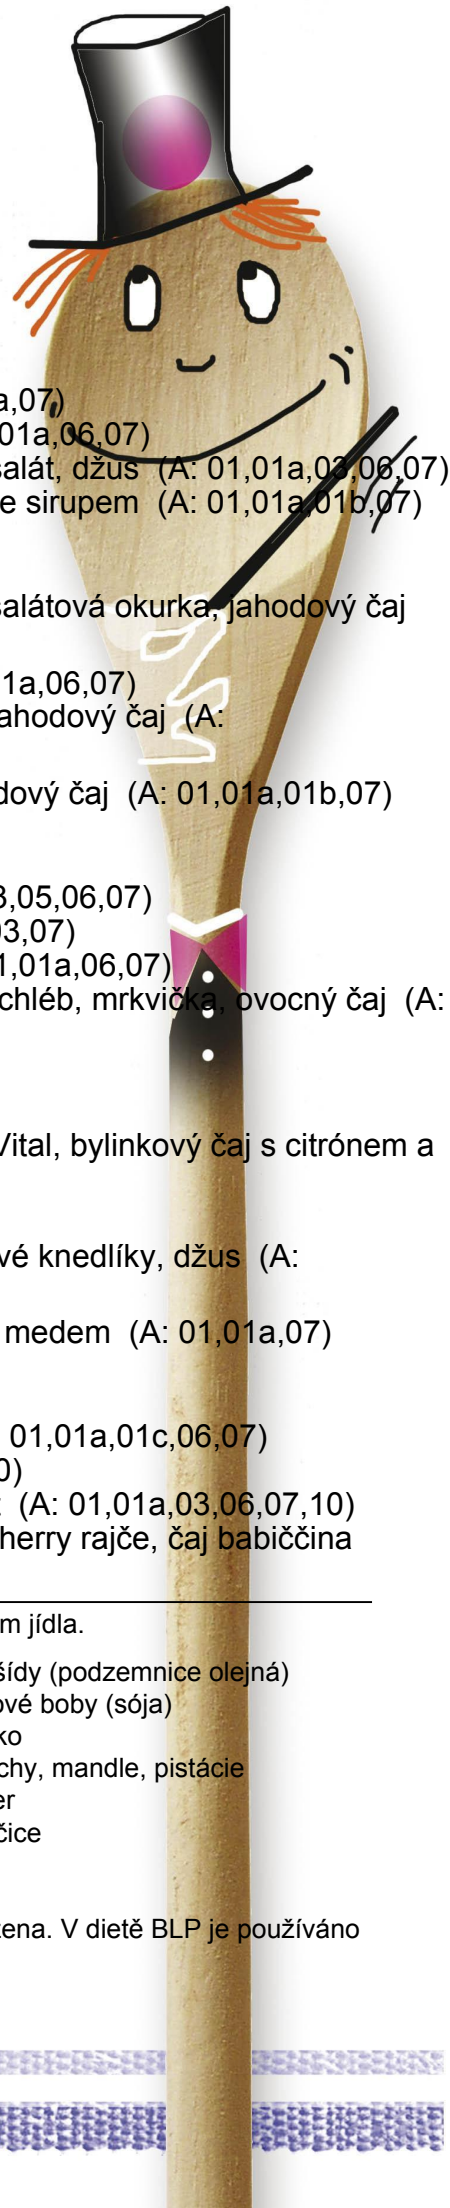 a,07)
01a,06,07)
salát, džus (A: 01,01a,03,06,07)
e sirupem (A: 01,01a,01b,07)
salátová okurka, jahodový čaj
1a,06,07)
ahodový čaj (A:
dový čaj (A: 01,01a,01b,07)
3,05,06,07)
03,07)
1,01a,06,07)
chléb, mrkvička, ovocný čaj (A:
Vital, bylinkový čaj s citrónem a
vé knedlíky, džus (A:
medem (A: 01,01a,07)
01,01a,01c,06,07)
0)
(A: 01,01a,03,06,07,10)
herry rajče, čaj babiččina
m jídla.
šídy (podzemnice olejná)
ové boby (sója)
ko
chy, mandle, pistácie
er
čice
ena. V dietě BLP je používáno